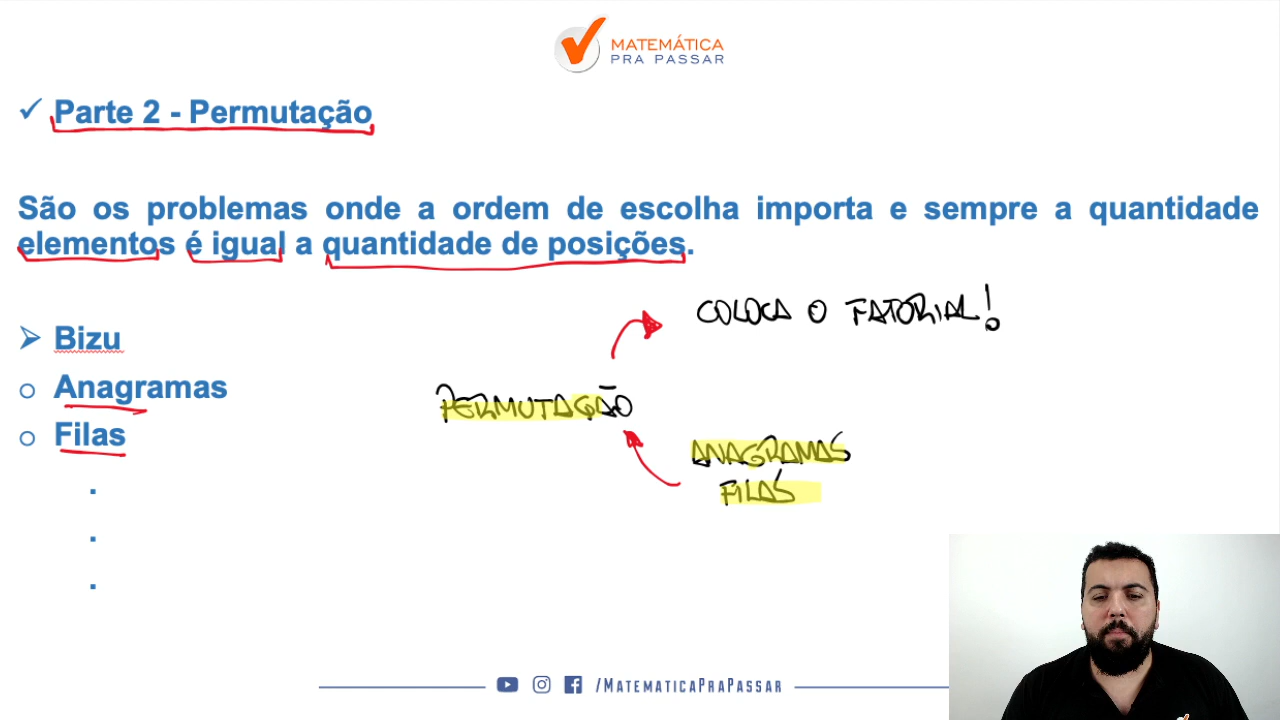 MATEMÁTICA
PRA PASSAR
✓ Parte 2 - Permutação
São os problemas onde a ordem de escolha importa e sempre a quantidade
elementos é igual a quantidade de posições.
➢ Bizu
○ Anagramas
○ Filas
.
.
.
COLOCA O FATORIAL!
PERMUTAÇÃO
ANAGRAMAS
FILAS
/MATEMATICAPRAPASSAR